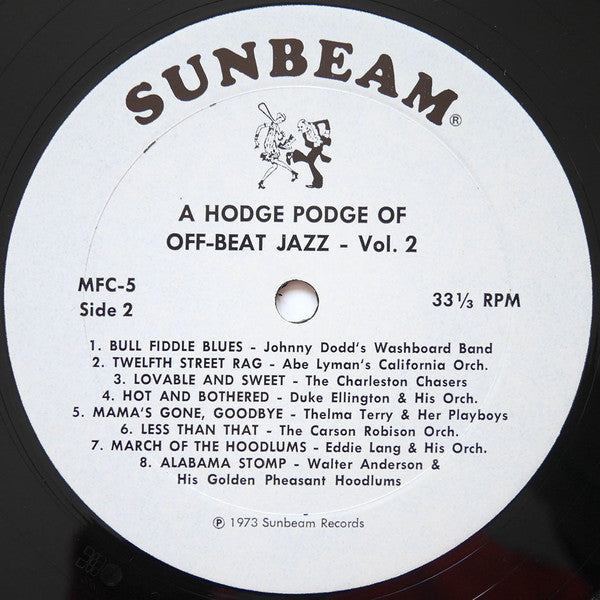 SUNBEAM®
A HODGE PODGE OF
OFF-BEAT JAZZ - Vol. 2
MFC-5
Side 2
33⅓ RPM
1. BULL FIDDLE BLUES - Johnny Dodd's Washboard Band
2. TWELFTH STREET RAG - Abe Lyman's California Orch.
3. LOVABLE AND SWEET - The Charleston Chasers
4. HOT AND BOTHERED - Duke Ellington & His Orch.
5. MAMA'S GONE, GOODBYE - Thelma Terry & Her Playboys
6. LESS THAN THAT - The Carson Robison Orch.
7. MARCH OF THE HOODLUMS - Eddie Lang & His Orch.
8. ALABAMA STOMP - Walter Anderson &
His Golden Pheasant Hoodlums
℗ 1973 Sunbeam Records